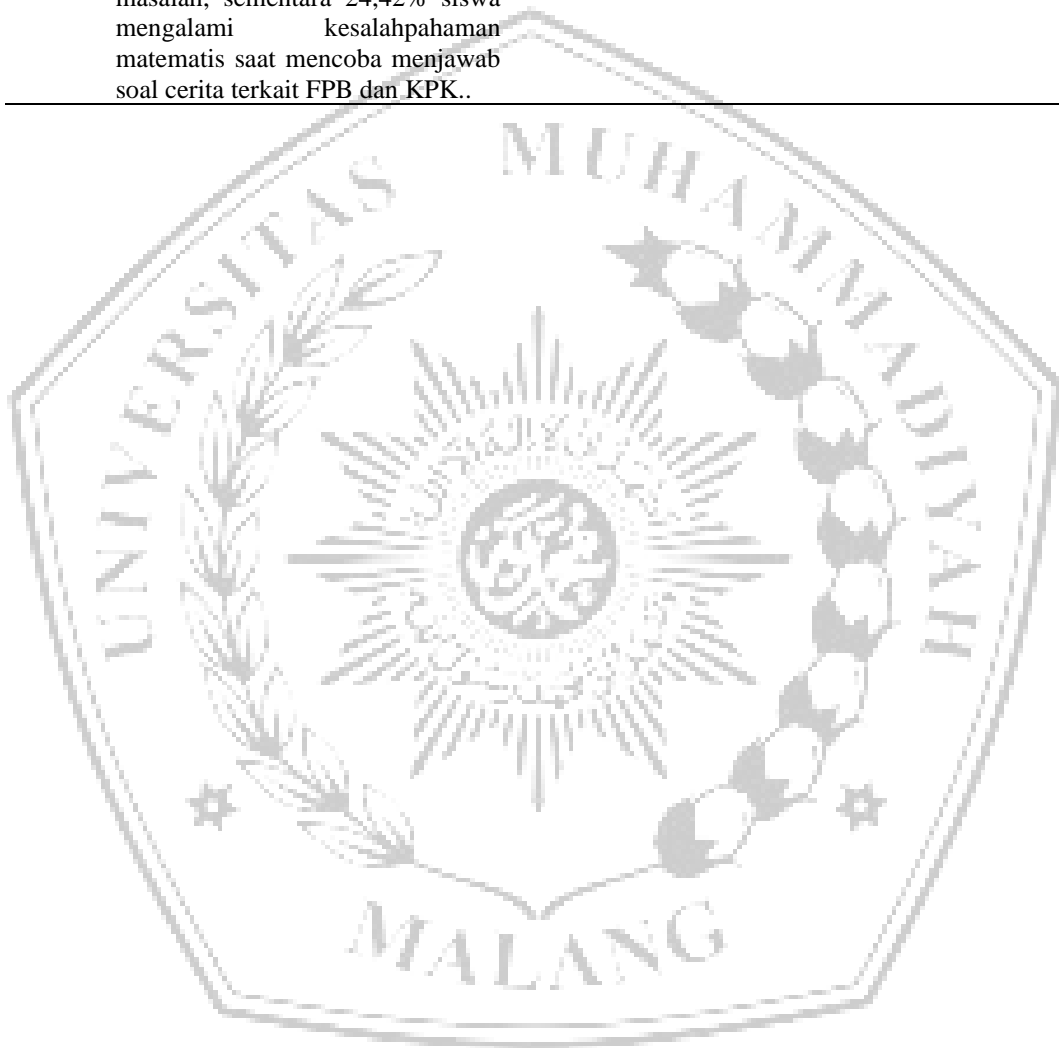 masalah, sementara 24,42% siswa
mengalami kesalahpahaman
matematis saat mencoba menjawab
soal cerita terkait FPB dan KPK..
UNIVERSITAS MUHAMMADIYAH
MALANG